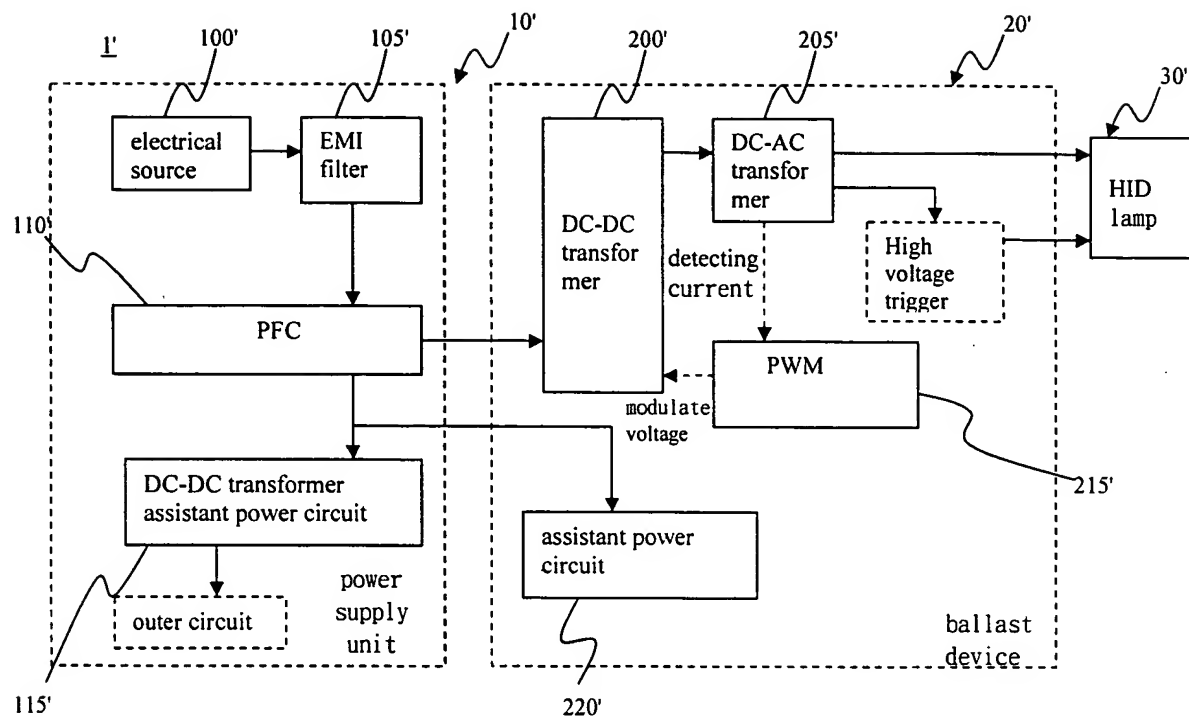 1'
100'
105'
10'
200'
205'
20'
30'
electrical
source
EMI
filter
DC-AC
transfor
mer
HID
lamp
110'
DC-DC
transfor
mer
detecting
current
High
voltage
trigger
PFC
PWM
modulate
voltage
215'
DC-DC transformer
assistant power circuit
assistant power
circuit
outer circuit
power
supply
unit
ballast
device
115'
220'